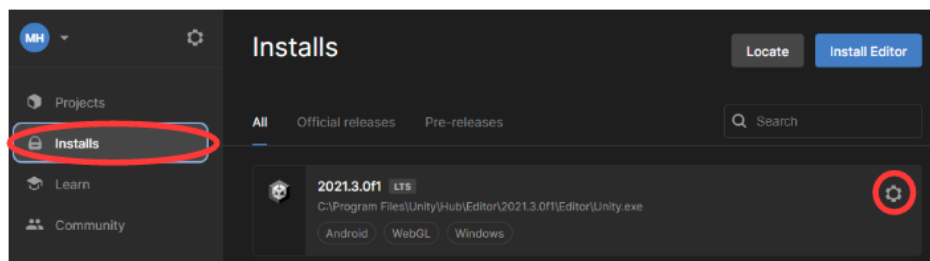 MH
Installs
Locate
Install Editor
Projects
All
Official releases
Pre-releases
Search
Installs
Learn
2021.3.0f1 LTS
C:\Program Files\Unity\Hub\Editor\2021.3.0f1\Editor\Unity.exe
Community
Android
WebGL
Windows